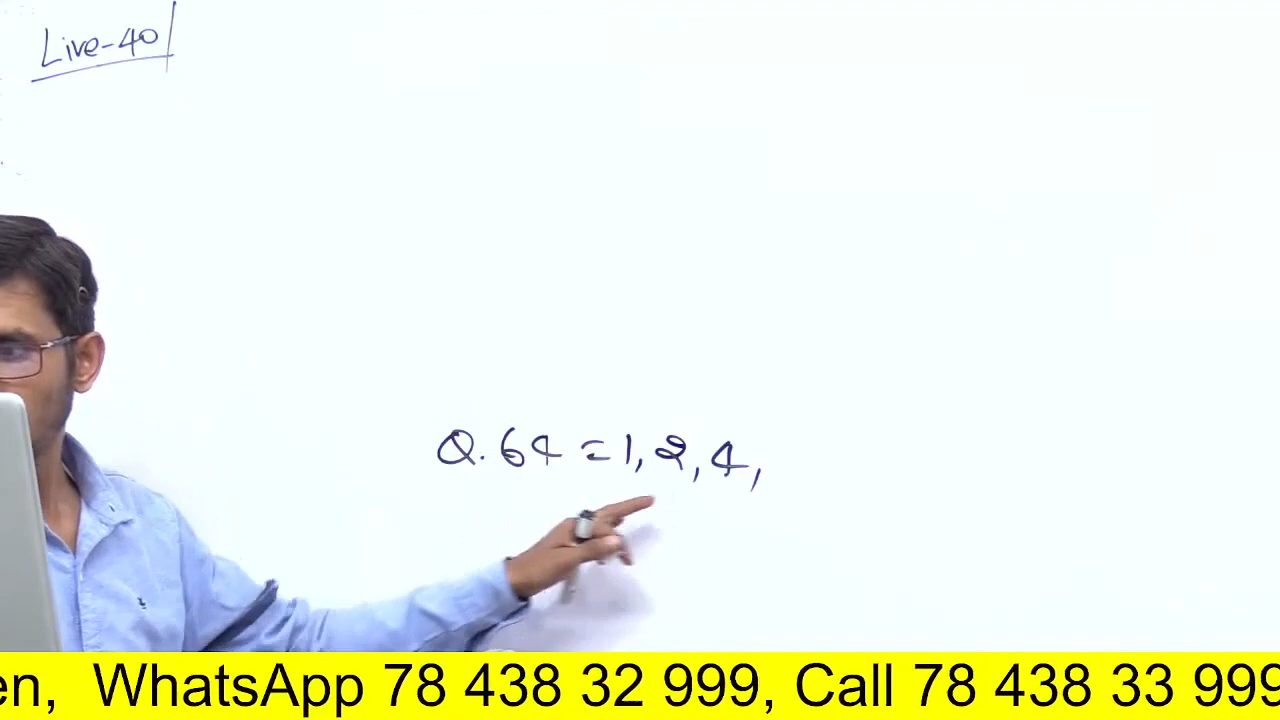 Live-40
Q. 64 = 1, 2, 4,
en, WhatsApp 78 438 32 999, Call 78 438 33 999